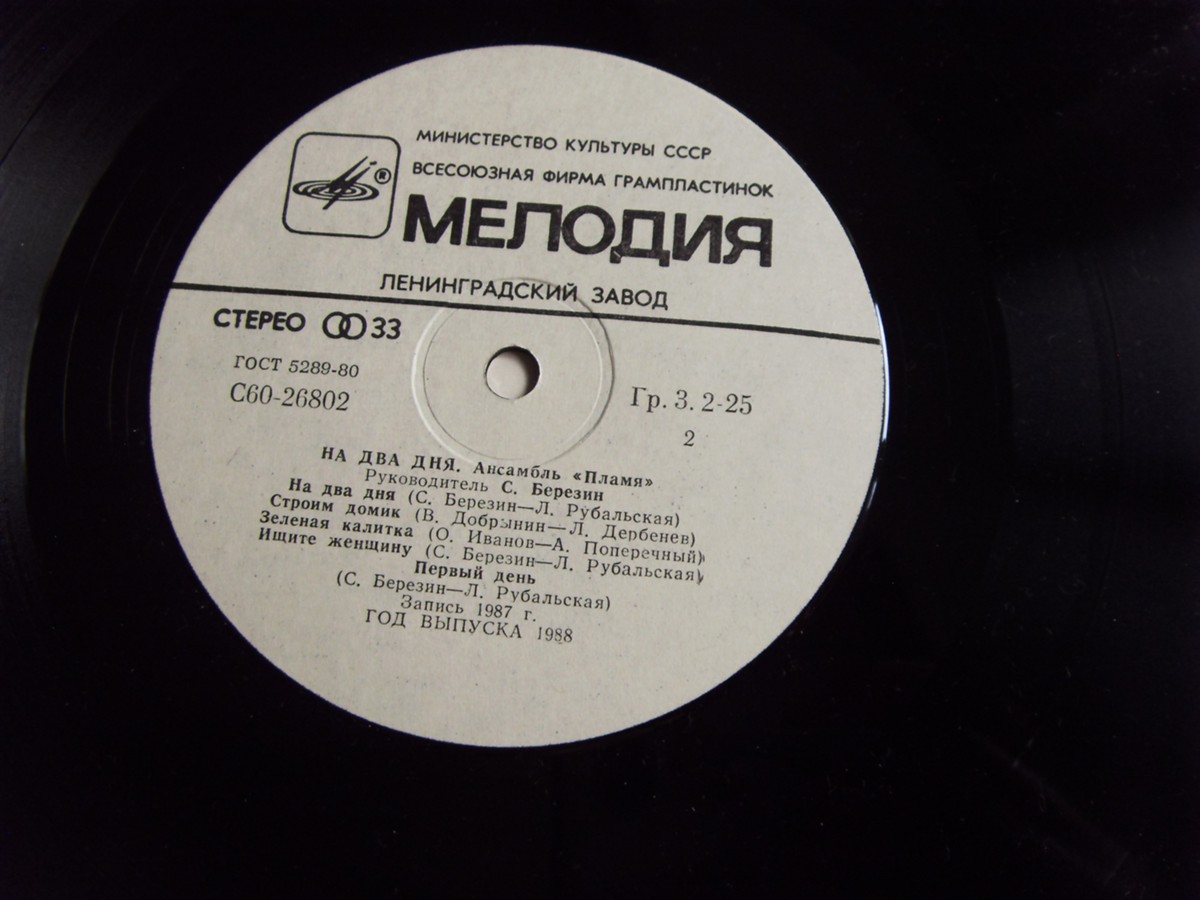 МИНИСТЕРСТВО КУЛЬТУРЫ СССР
ВСЕСОЮЗНАЯ ФИРМА ГРАМПЛАСТИНОК
®
МЕЛОДИЯ
ЛЕНИНГРАДСКИЙ ЗАВОД
СТЕРЕО 33
ГОСТ 5289-80
С60-26802
Гр. 3. 2-25
2
НА ДВА ДНЯ. Ансамбль «Пламя»
Руководитель С. Березин
На два дня (С. Березин—Л. Рубальская)
Строим домик (В. Добрынин—Л. Дербенев)
Зеленая калитка (О. Иванов—А. Поперечный)
Ищите женщину (С. Березин—Л. Рубальская)
Первый день
(С. Березин—Л. Рубальская)
Запись 1987 г.
ГОД ВЫПУСКА 1988